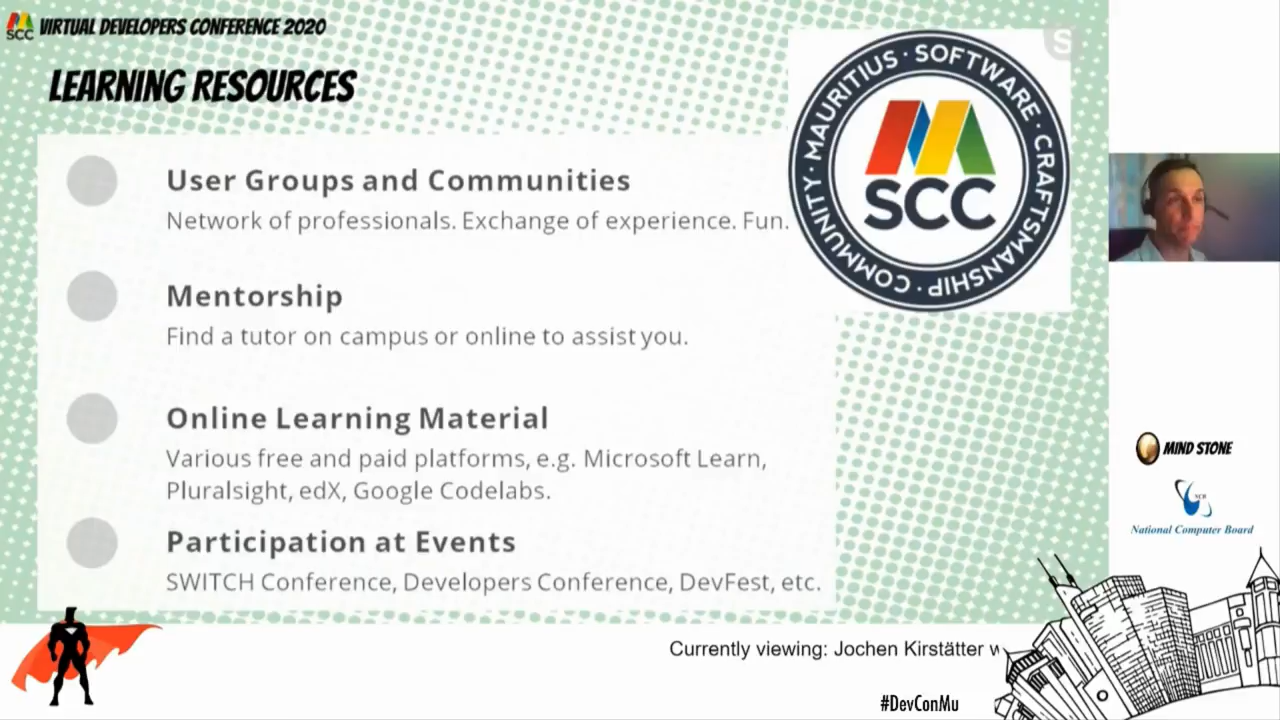 SCC VIRTUAL DEVELOPERS CONFERENCE 2020
LEARNING RESOURCES
User Groups and Communities
Network of professionals. Exchange of experience. Fun.
Mentorship
Find a tutor on campus or online to assist you.
Online Learning Material
Various free and paid platforms, e.g. Microsoft Learn,
Pluralsight, edX, Google Codelabs.
Participation at Events
SWITCH Conference, Developers Conference, DevFest, etc.
MAURITIUS · SOFTWARE · CRAFTSMANSHIP · COMMUNITY ·
SCC
S
MIND STONE
NCB
National Computer Board
Currently viewing: Jochen Kirstätter w
#DevConMu